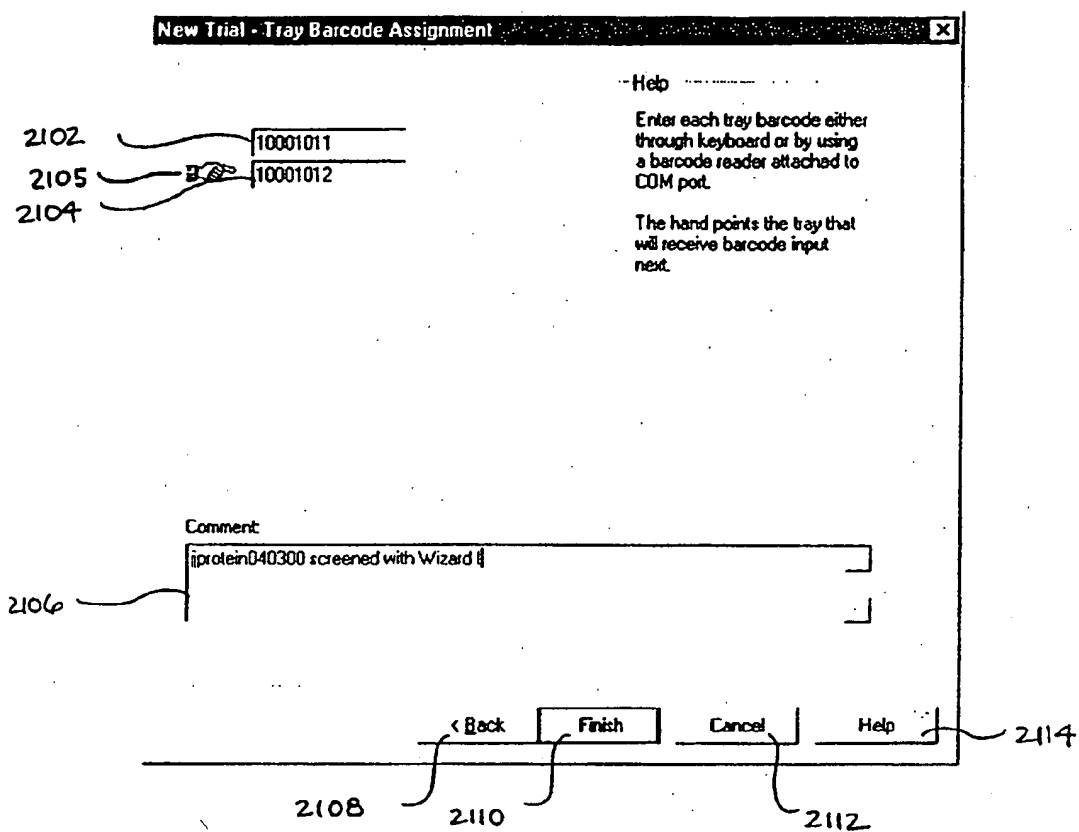 New Trial - Tray Barcode Assignment
Help
Enter each tray barcode either
through keyboard or by using
a barcode reader attached to
COM port.
The hand points the tray that
will receive barcode input
next.
2102
10001011
2105
10001012
2104
Comment:
jjprotein040300 screened with Wizard
2106
< Back
Finish
Cancel
Help
2114
2108
2110
2112